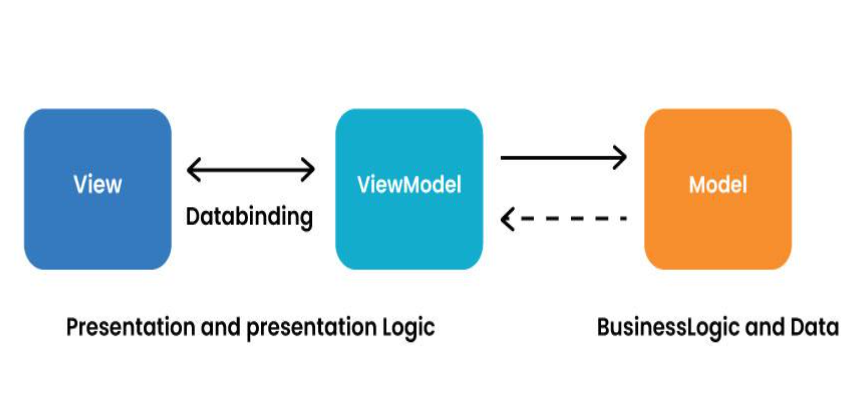 View
ViewModel
Model
Databinding
Presentation and presentation Logic
BusinessLogic and Data